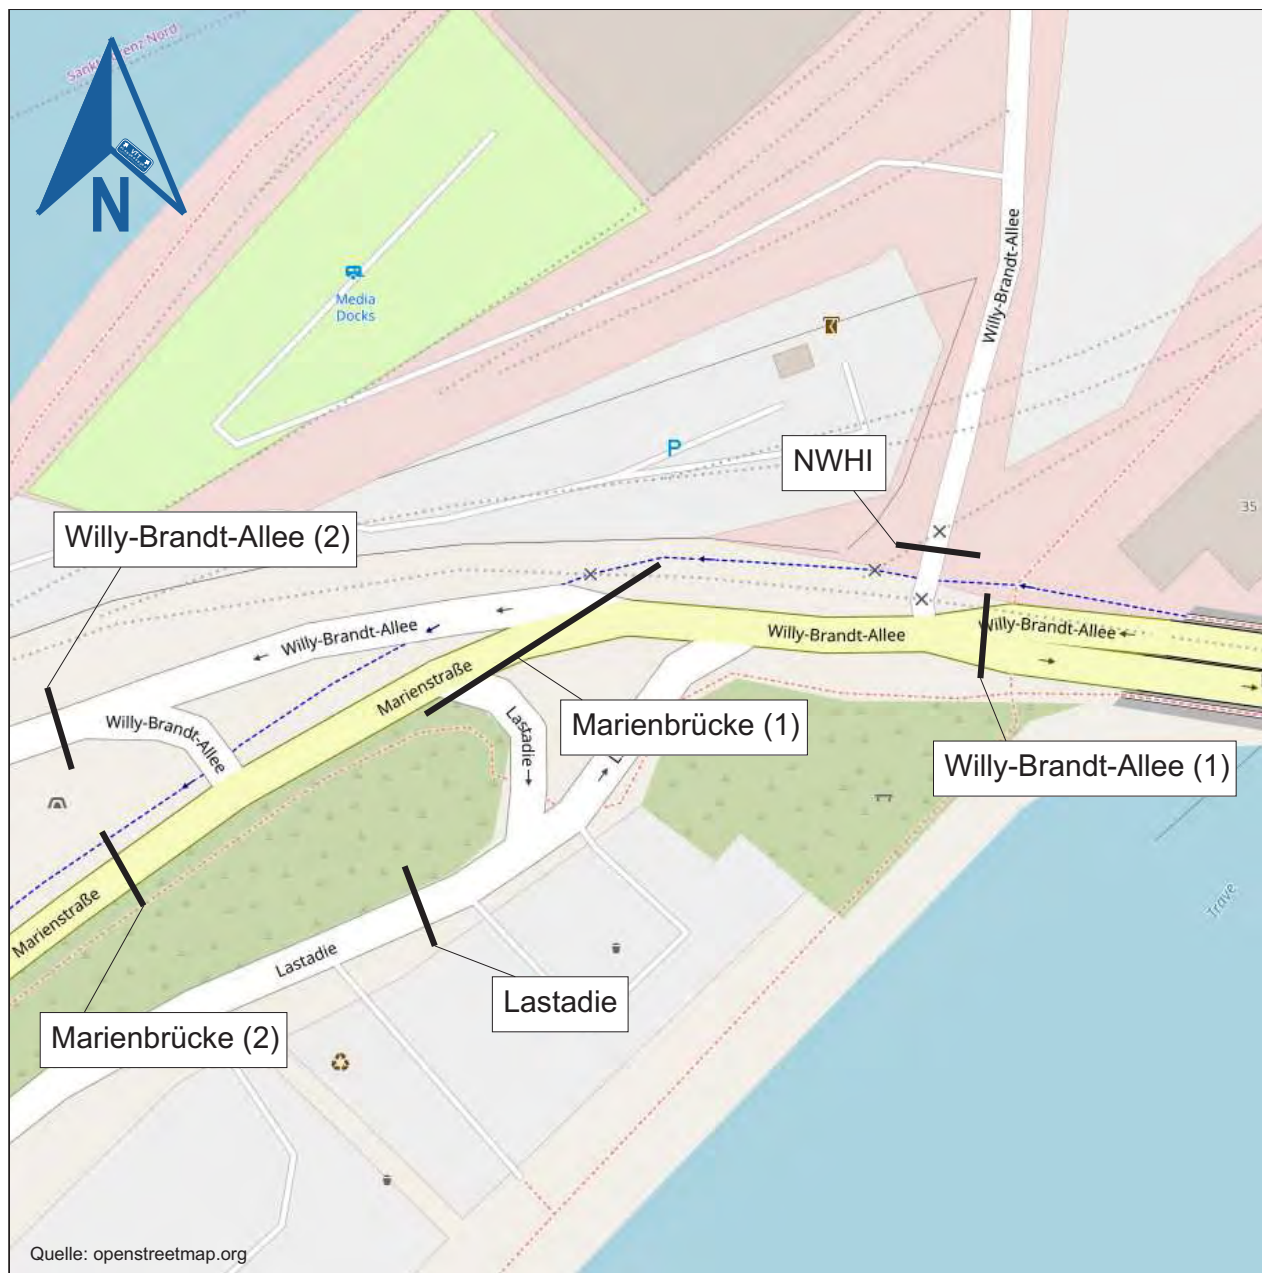 Nord
N
Media
Docks
Willy-Brandt-Allee
P
NWHI
35
Willy-Brandt-Allee (2)
Willy-Brandt-Allee
Willy-Brandt-Allee
Willy-Brandt-Allee
Marienstraße
Willy-Brandt-Allee
Lastadie
Marienbrücke (1)
Willy-Brandt-Allee (1)
Marienstraße
Trave
Lastadie
Lastadie
Marienbrücke (2)
Quelle: openstreetmap.org